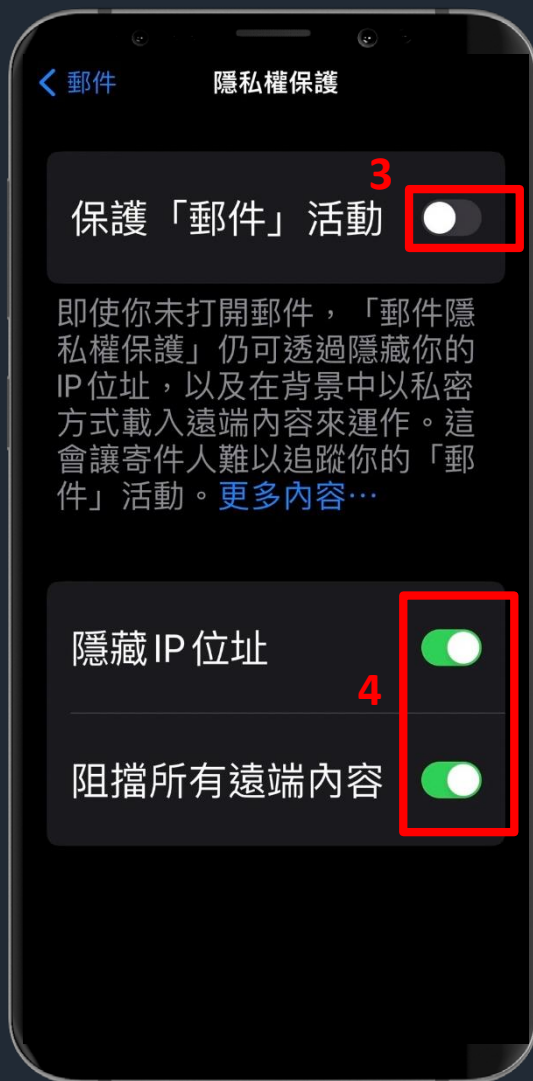 郵件 隱私權保護
3
保護「郵件」活動
即使你未打開郵件，「郵件隱
私權保護」仍可透過隱藏你的
IP位址，以及在背景中以私密
方式載入遠端內容來運作。這
會讓寄件人難以追蹤你的「郵
件」活動。更多內容⋯
隱藏IP位址
4
阻擋所有遠端內容